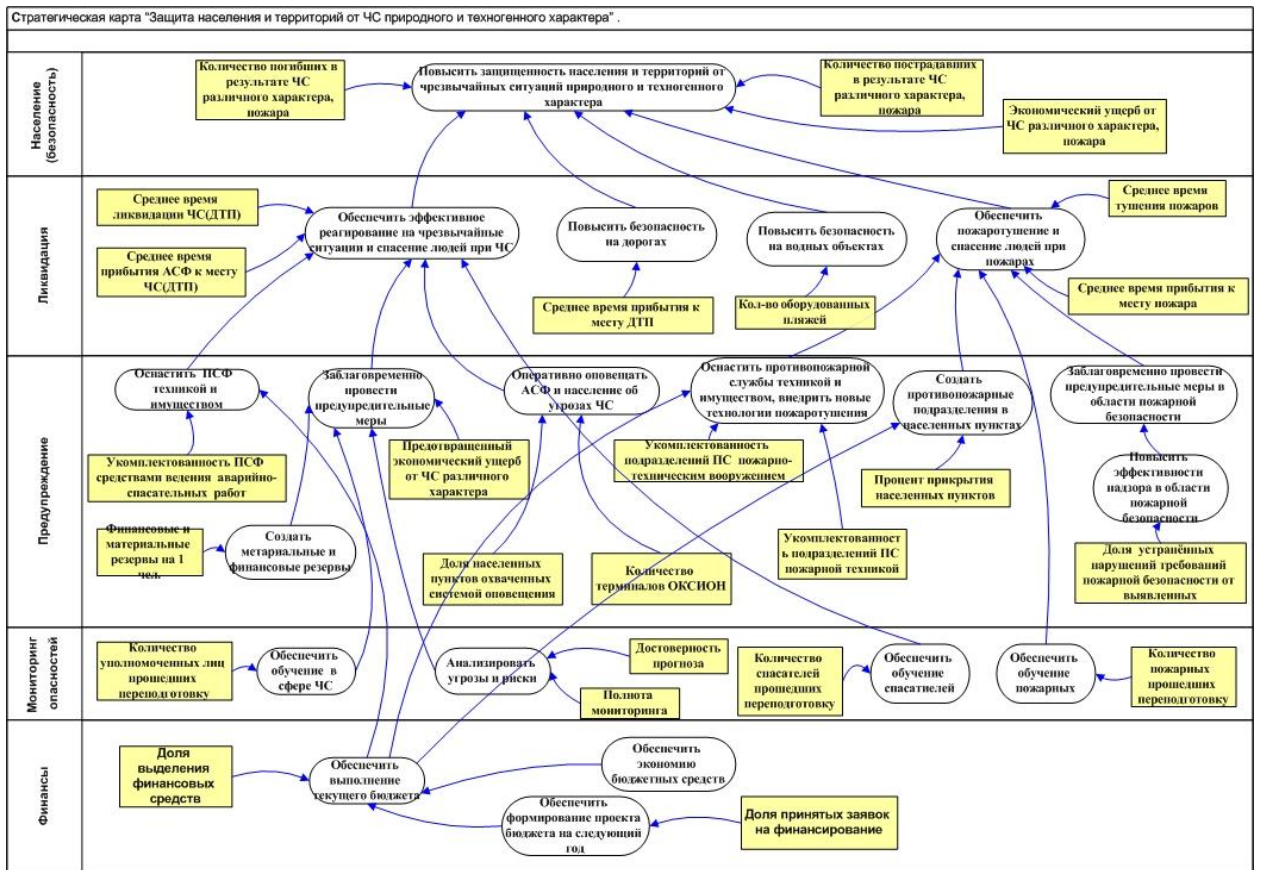 Стратегическая карта "Защита населения и территорий от ЧС природного и техногенного характера" .
Население
(безопасность)
Количество погибших в
результате ЧС
различного характера,
пожара
Повысить защищенность населения и территорий от
чрезвычайных ситуаций природного и техногенного
характера
Количество пострадавших
в результате ЧС
различного характера,
пожара
Экономический ущерб от
ЧС различного характера,
пожара
Ликвидация
Среднее время
ликвидации ЧС(ДТП)
Среднее время
прибытия АСФ к месту
ЧС(ДТП)
Обеспечить эффективное
реагирование на чрезвычайные
ситуации и спасение людей при ЧС
Повысить безопасность
на дорогах
Среднее время прибытия к
месту ДТП
Повысить безопасность
на водных объектах
Кол-во оборудованных
пляжей
Обеспечить
пожаротушение и
спасение людей при
пожарах
Среднее время
тушения пожаров
Среднее время прибытия к
месту пожара
Предупреждение
Оснастить ПСФ
техникой и
имуществом
Заблаговременно
провести
предупредительные
меры
Оперативно оповещать
АСФ и население об
угрозах ЧС
Оснастить противопожарной
службы техникой и
имуществом, внедрить новые
технологии пожаротушения
Создать
противопожарные
подразделения в
населенных пунктах
Заблаговременно провести
предупредительные меры в
области пожарной
безопасности
Укомплектованность ПСФ
средствами ведения аварийно-
спасательных работ
Предотвращенный
экономический ущерб
от ЧС различного
характера
Укомплектованность
подразделений ПС пожарно-
техническим вооружением
Процент прикрытия
населенных пунктов
Повысить
эффективности
надзора в области
пожарной
безопасности
Финансовые и
материальные
резервы на 1
чел.
Создать
метариальные и
финансовые резервы
Доля населенных
пунктов охваченных
системой оповещения
Количество
терминалов ОКСИОН
Укомплектованност
ь подразделений ПС
пожарной техникой
Доля устранённых
нарушений требований
пожарной безопасности от
выявленных
Мониторинг
опасностей
Количество
уполномоченных лиц
прошедших
переподготовку
Обеспечить
обучение в
сфере ЧС
Анализировать
угрозы и риски
Достоверность
прогноза
Полнота
мониторинга
Количество
спасателей
прошедших
переподготовку
Обеспечить
обучение
спасатиелей
Обеспечить
обучение
пожарных
Количество
пожарных
прошедших
переподготовку
Финансы
Доля
выделения
финансовых
средств
Обеспечить
выполнение
текущего бюджета
Обеспечить
экономию
бюджетных средств
Обеспечить
формирование проекта
бюджета на следующий
год
Доля принятых заявок
на финансирование